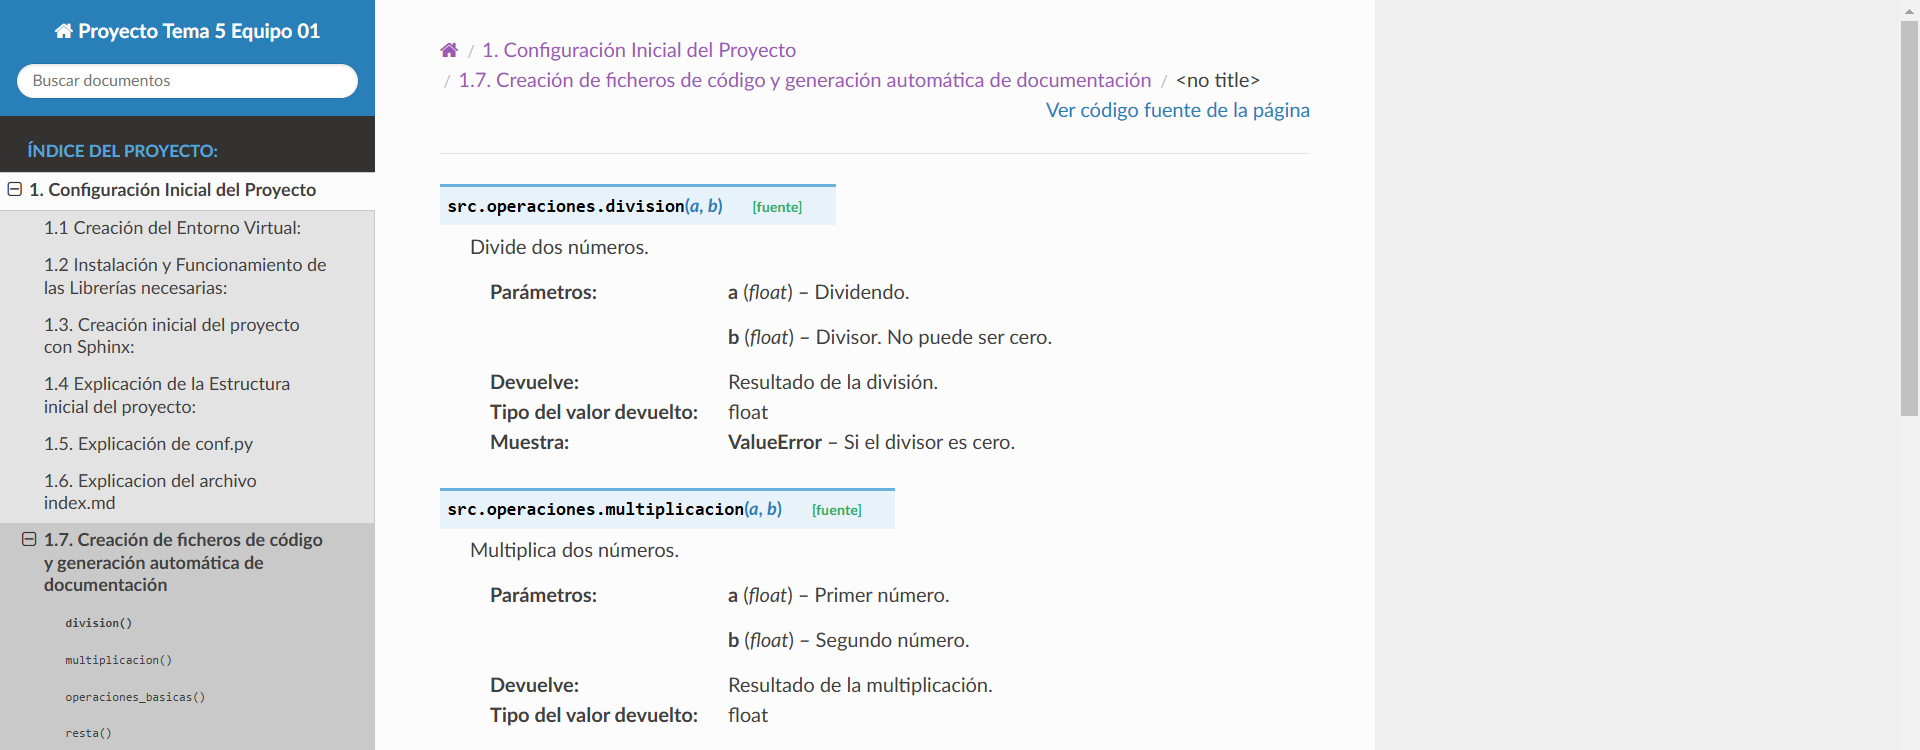 Proyecto Tema 5 Equipo 01
Buscar documentos
ÍNDICE DEL PROYECTO:
1. Configuración Inicial del Proyecto
1.1 Creación del Entorno Virtual:
1.2 Instalación y Funcionamiento de
las Librerías necesarias:
1.3. Creación inicial del proyecto
con Sphinx:
1.4 Explicación de la Estructura
inicial del proyecto:
1.5. Explicación de conf.py
1.6. Explicacion del archivo
index.md
1.7. Creación de ficheros de código
y generación automática de
documentación
division()
multiplicacion()
operaciones_basicas()
resta()
/ 1. Configuración Inicial del Proyecto
/ 1.7. Creación de ficheros de código y generación automática de documentación / <no title>
Ver código fuente de la página
src.operaciones.division(a, b) [fuente]
Divide dos números.
Parámetros: a (float) – Dividendo.
b (float) – Divisor. No puede ser cero.
Devuelve: Resultado de la división.
Tipo del valor devuelto: float
Muestra: ValueError – Si el divisor es cero.
src.operaciones.multiplicacion(a, b) [fuente]
Multiplica dos números.
Parámetros: a (float) – Primer número.
b (float) – Segundo número.
Devuelve: Resultado de la multiplicación.
Tipo del valor devuelto: float